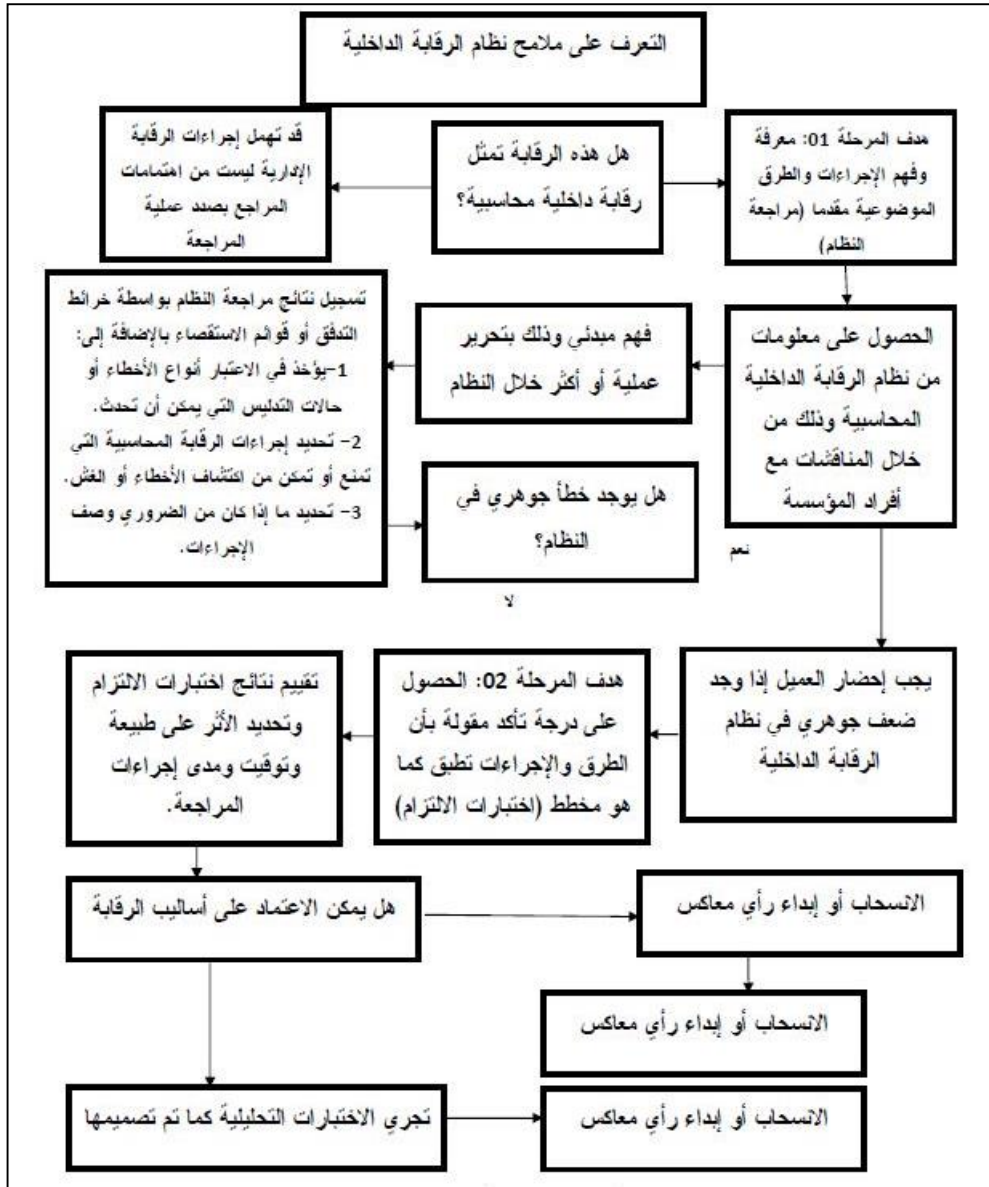 التعرف على ملامح نظام الرقابة الداخلية
هدف المرحلة 01: معرفة
وفهم الإجراءات والطرق
الموضوعية مقدما (مراجعة
النظام)
هل هذه الرقابة تمثل
رقابة داخلية محاسبية؟
قد تهمل إجراءات الرقابة
الإدارية ليست من اهتمامات
المراجع بصدد عملية
المراجعة
الحصول على معلومات
من نظام الرقابة الداخلية
المحاسبية وذلك من
خلال المناقشات مع
أفراد المؤسسة
فهم مبدئي وذلك بتحرير
عملية أو أكثر خلال النظام
تسجيل نتائج مراجعة النظام بواسطة خرائط
التدفق أو قوائم الاستقصاء بالإضافة إلى:
1-يؤخذ في الاعتبار أنواع الأخطاء أو
حالات التدليس التي يمكن أن تحدث.
2- تحديد إجراءات الرقابة المحاسبية التي
تمنع أو تمكن من اكتشاف الأخطاء أو الغش.
3- تحديد ما إذا كان من الضروري وصف
الإجراءات.
هل يوجد خطأ جوهري في
النظام؟
نعم
لا
يجب إحضار العميل إذا وجد
ضعف جوهري في نظام
الرقابة الداخلية
هدف المرحلة 02: الحصول
على درجة تأكد مقولة بأن
الطرق والإجراءات تطبق كما
هو مخطط (اختبارات الالتزام)
تقييم نتائج اختبارات الالتزام
وتحديد الأثر على طبيعة
وتوقيت ومدى إجراءات
المراجعة.
هل يمكن الاعتماد على أساليب الرقابة
الانسحاب أو إبداء رأي معاكس
الانسحاب أو إبداء رأي معاكس
تجري الاختبارات التحليلية كما تم تصميمها
الانسحاب أو إبداء رأي معاكس